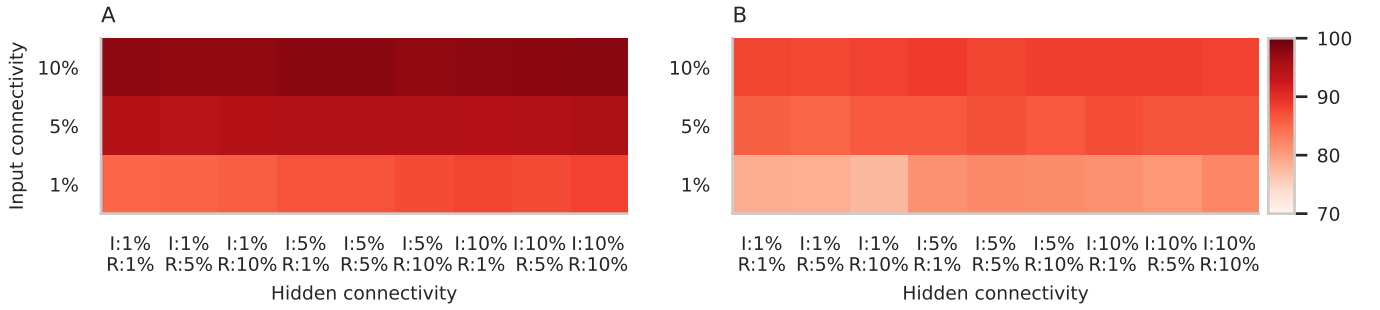 A
B
Input connectivity
10%
5%
1%
I:1% I:1% I:1% I:5% I:5% I:5% I:10% I:10% I:10%
R:1% R:5% R:10% R:1% R:5% R:10% R:1% R:5% R:10%
Hidden connectivity
10%
5%
1%
I:1% I:1% I:1% I:5% I:5% I:5% I:10% I:10% I:10%
R:1% R:5% R:10% R:1% R:5% R:10% R:1% R:5% R:10%
Hidden connectivity
100
90
80
70